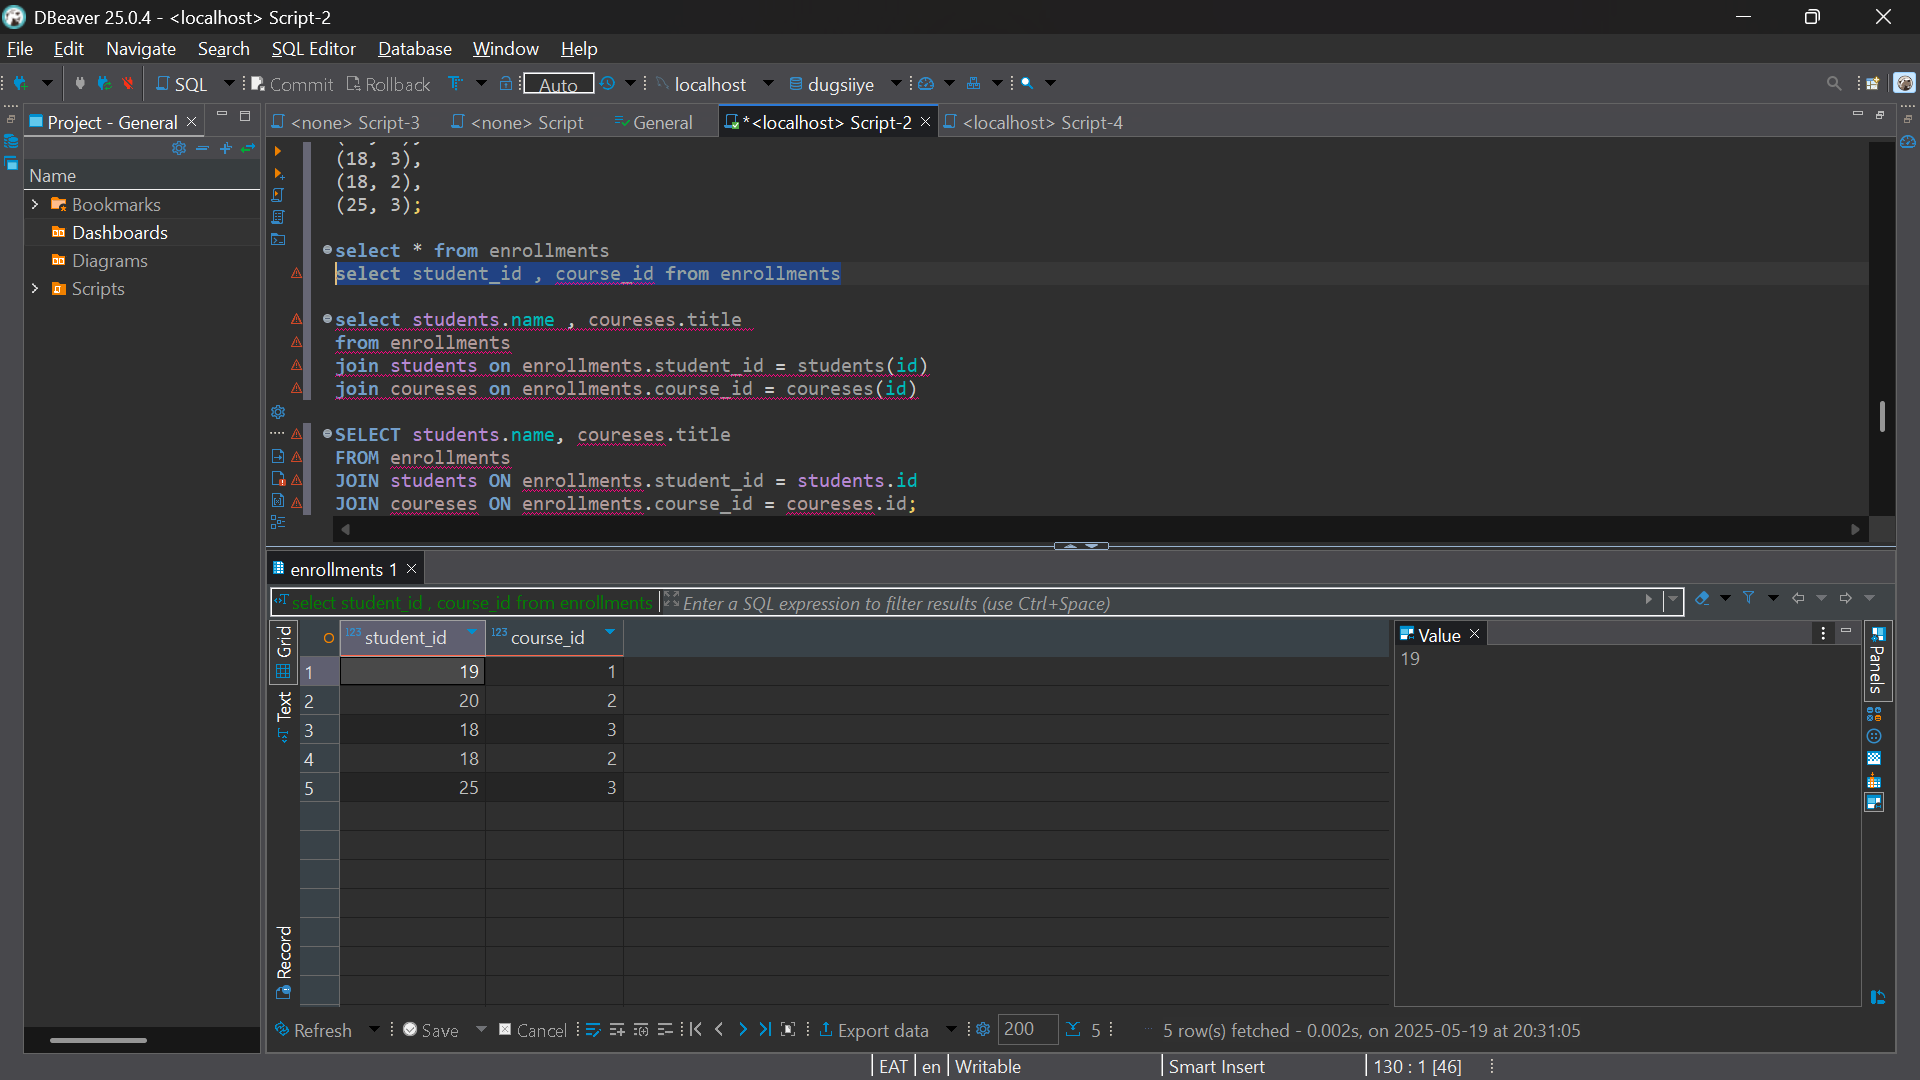 DBeaver 25.0.4 - <localhost> Script-2
File Edit Navigate Search SQL Editor Database Window Help
SQL Commit Rollback Auto localhost dugsiiye
Project - General
<none> Script-3 <none> Script General *<localhost> Script-2 <localhost> Script-4
Name
Bookmarks
Dashboards
Diagrams
Scripts
(18, 3),
(18, 2),
(25, 3);
select * from enrollments
select student_id , course_id from enrollments
select students.name , coureses.title
from enrollments
join students on enrollments.student_id = students(id)
join coureses on enrollments.course_id = coureses(id)
SELECT students.name, coureses.title
FROM enrollments
JOIN students ON enrollments.student_id = students.id
JOIN coureses ON enrollments.course_id = coureses.id;
enrollments 1
select student_id , course_id from enrollments Enter a SQL expression to filter results (use Ctrl+Space)
Grid
Text
Record
123 student_id 123 course_id
1 19 1
2 20 2
3 18 3
4 18 2
5 25 3
Value
19
Panels
Refresh Save Cancel Export data 200 5 5 row(s) fetched - 0.002s, on 2025-05-19 at 20:31:05
EAT en Writable Smart Insert 130 : 1 [46]